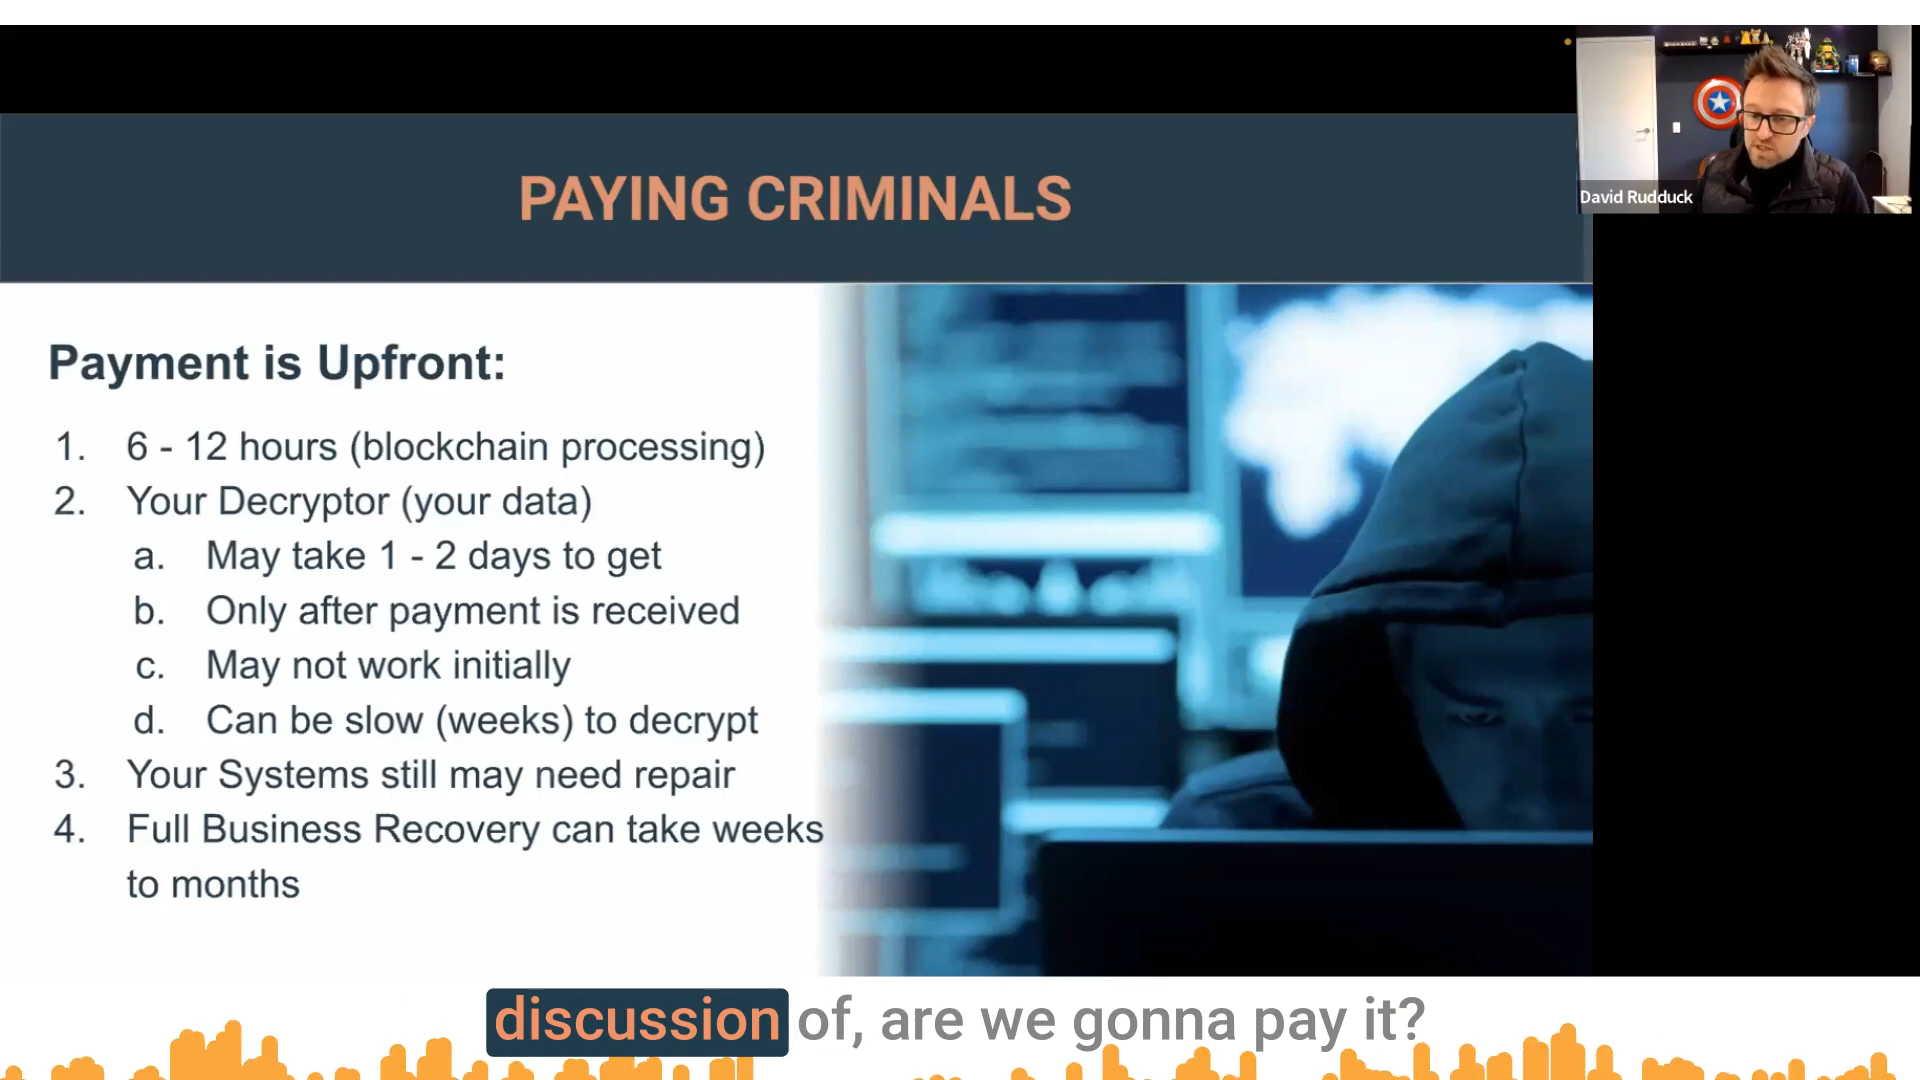 PAYING CRIMINALS
David Rudduck
Payment is Upfront:
1. 6 - 12 hours (blockchain processing)
2. Your Decryptor (your data)
a. May take 1 - 2 days to get
b. Only after payment is received
c. May not work initially
d. Can be slow (weeks) to decrypt
3. Your Systems still may need repair
4. Full Business Recovery can take weeks
to months
discussion of, are we gonna pay it?